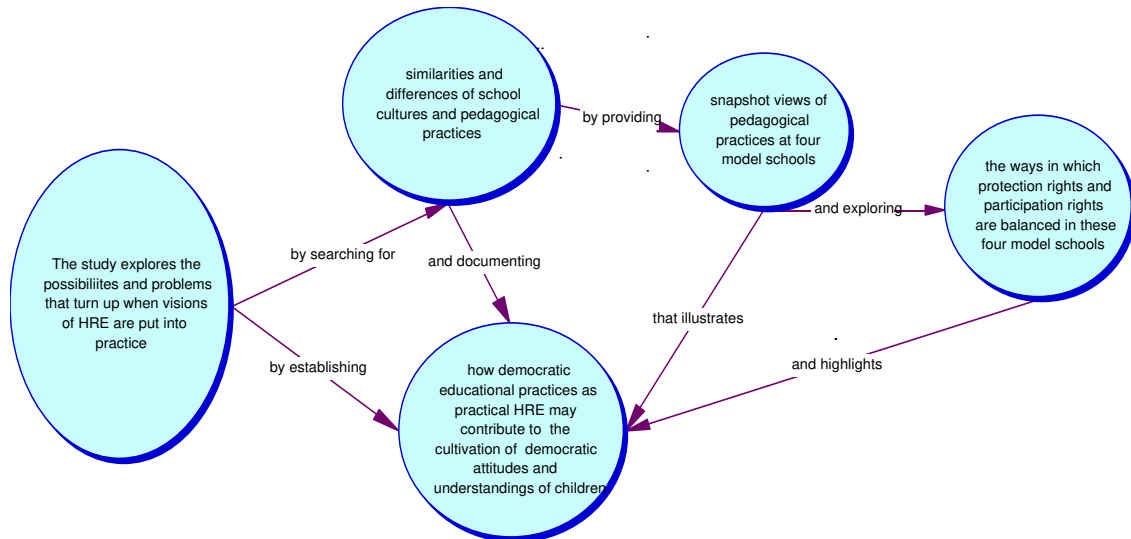 similarities and
differences of school
cultures and pedagogical
practices
by providing
snapshot views of
pedagogical
practices at four
model schools
and exploring
the ways in which
protection rights and
participation rights
are balanced in these
four model schools
The study explores the
possibiliites and problems
that turn up when visions
of HRE are put into
practice
by searching for
and documenting
by establishing
that illustrates
and highlights
how democratic
educational practices as
practical HRE may
contribute to the
cultivation of democratic
attitudes and
understandings of children